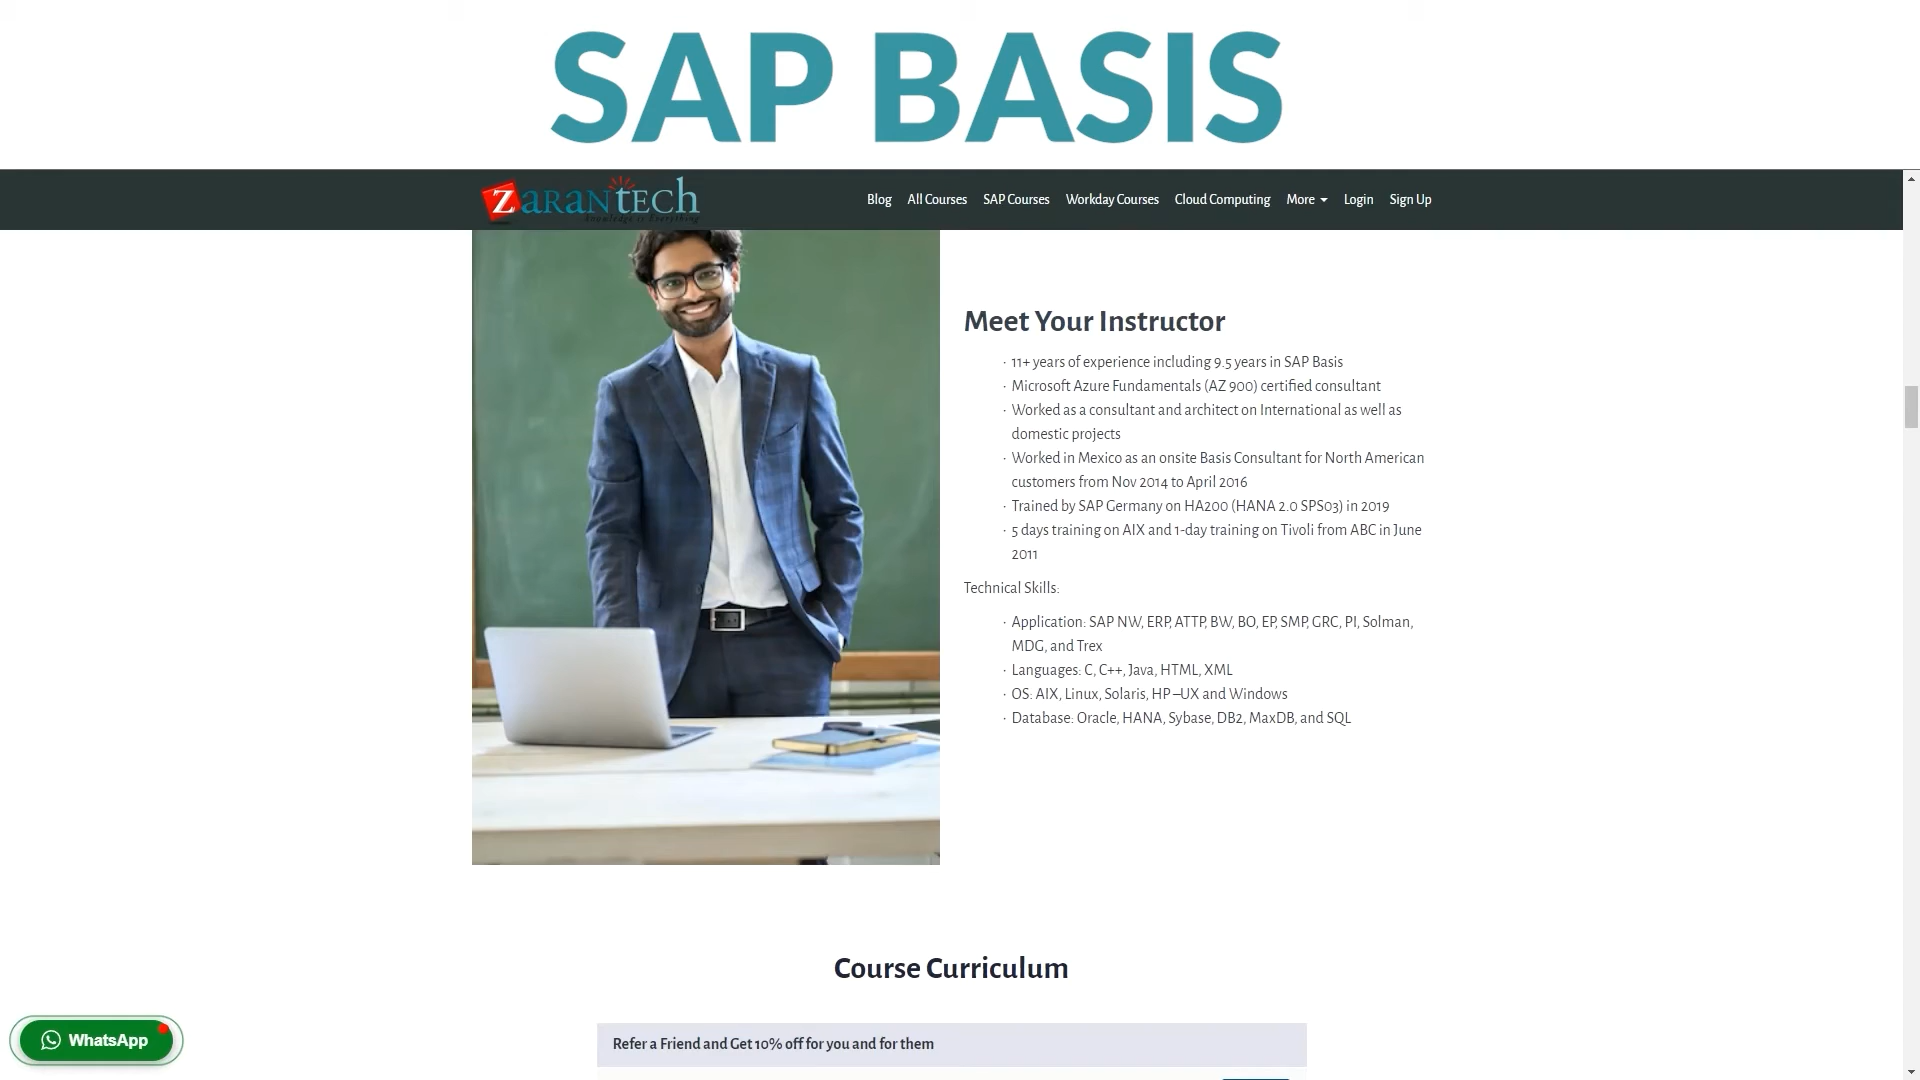 SAP BASIS
ZARANtech
knowledge is Everything
Blog All Courses SAP Courses Workday Courses Cloud Computing More Login Sign Up
Meet Your Instructor
· 11+ years of experience including 9.5 years in SAP Basis
· Microsoft Azure Fundamentals (AZ 900) certified consultant
· Worked as a consultant and architect on International as well as
domestic projects
· Worked in Mexico as an onsite Basis Consultant for North American
customers from Nov 2014 to April 2016
· Trained by SAP Germany on HA200 (HANA 2.0 SPS03) in 2019
· 5 days training on AIX and 1-day training on Tivoli from ABC in June
2011
Technical Skills:
· Application: SAP NW, ERP, ATTP, BW, BO, EP, SMP, GRC, PI, Solman,
MDG, and Trex
· Languages: C, C++, Java, HTML, XML
· OS: AIX, Linux, Solaris, HP –UX and Windows
· Database: Oracle, HANA, Sybase, DB2, MaxDB, and SQL
Course Curriculum
Refer a Friend and Get 10% off for you and for them
WhatsApp